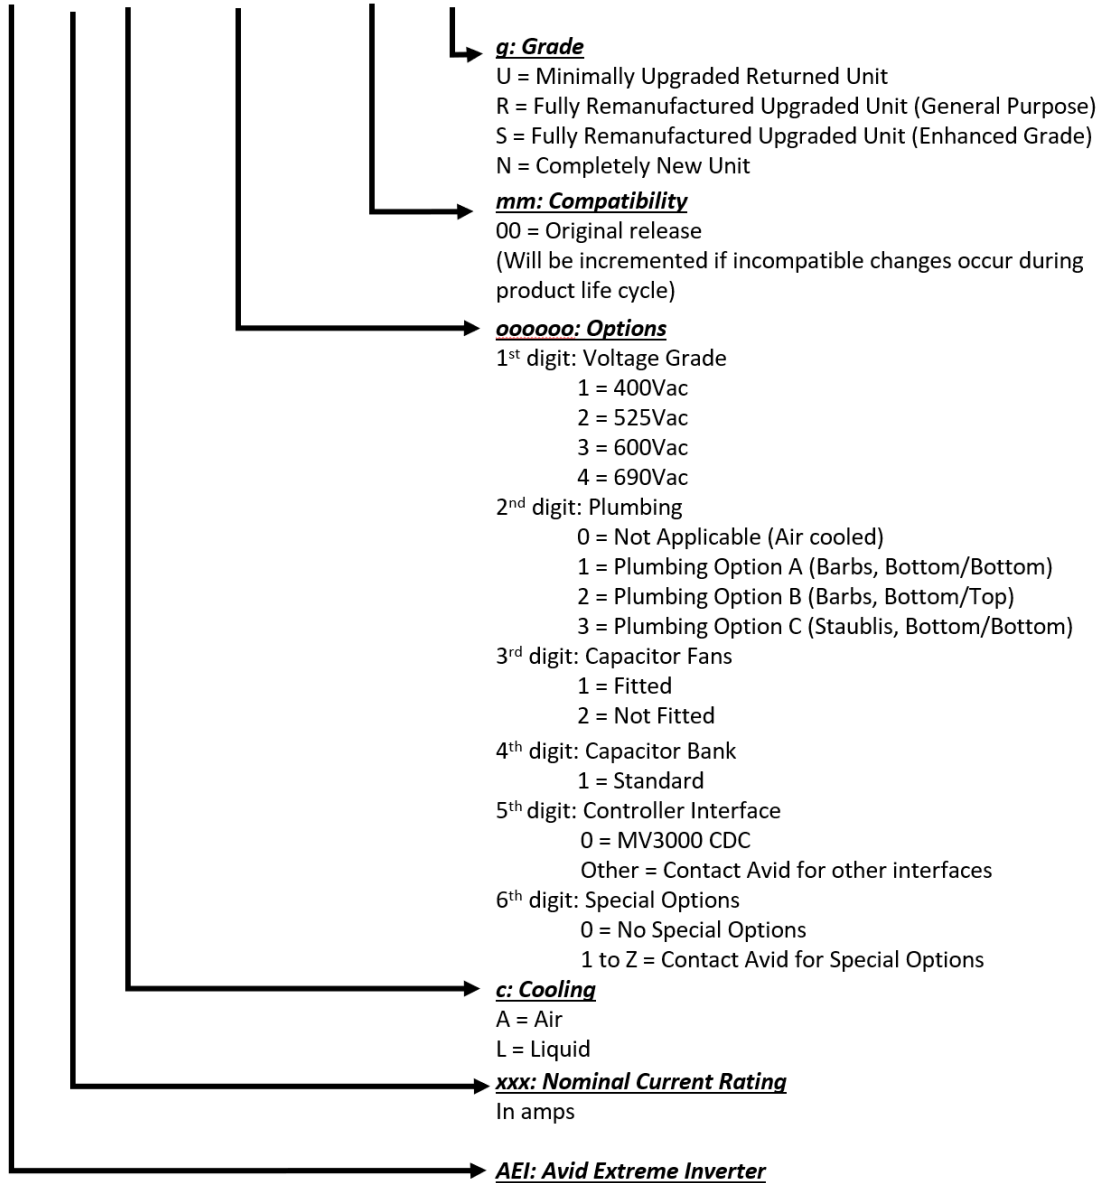 g: Grade
U = Minimally Upgraded Returned Unit
R = Fully Remanufactured Upgraded Unit (General Purpose)
S = Fully Remanufactured Upgraded Unit (Enhanced Grade)
N = Completely New Unit
mm: Compatibility
00 = Original release
(Will be incremented if incompatible changes occur during
product life cycle)
oooooo: Options
1st digit: Voltage Grade
1 = 400Vac
2 = 525Vac
3 = 600Vac
4 = 690Vac
2nd digit: Plumbing
0 = Not Applicable (Air cooled)
1 = Plumbing Option A (Barbs, Bottom/Bottom)
2 = Plumbing Option B (Barbs, Bottom/Top)
3 = Plumbing Option C (Staublis, Bottom/Bottom)
3rd digit: Capacitor Fans
1 = Fitted
2 = Not Fitted
4th digit: Capacitor Bank
1 = Standard
5th digit: Controller Interface
0 = MV3000 CDC
Other = Contact Avid for other interfaces
6th digit: Special Options
0 = No Special Options
1 to Z = Contact Avid for Special Options
c: Cooling
A = Air
L = Liquid
xxx: Nominal Current Rating
In amps
AEI: Avid Extreme Inverter